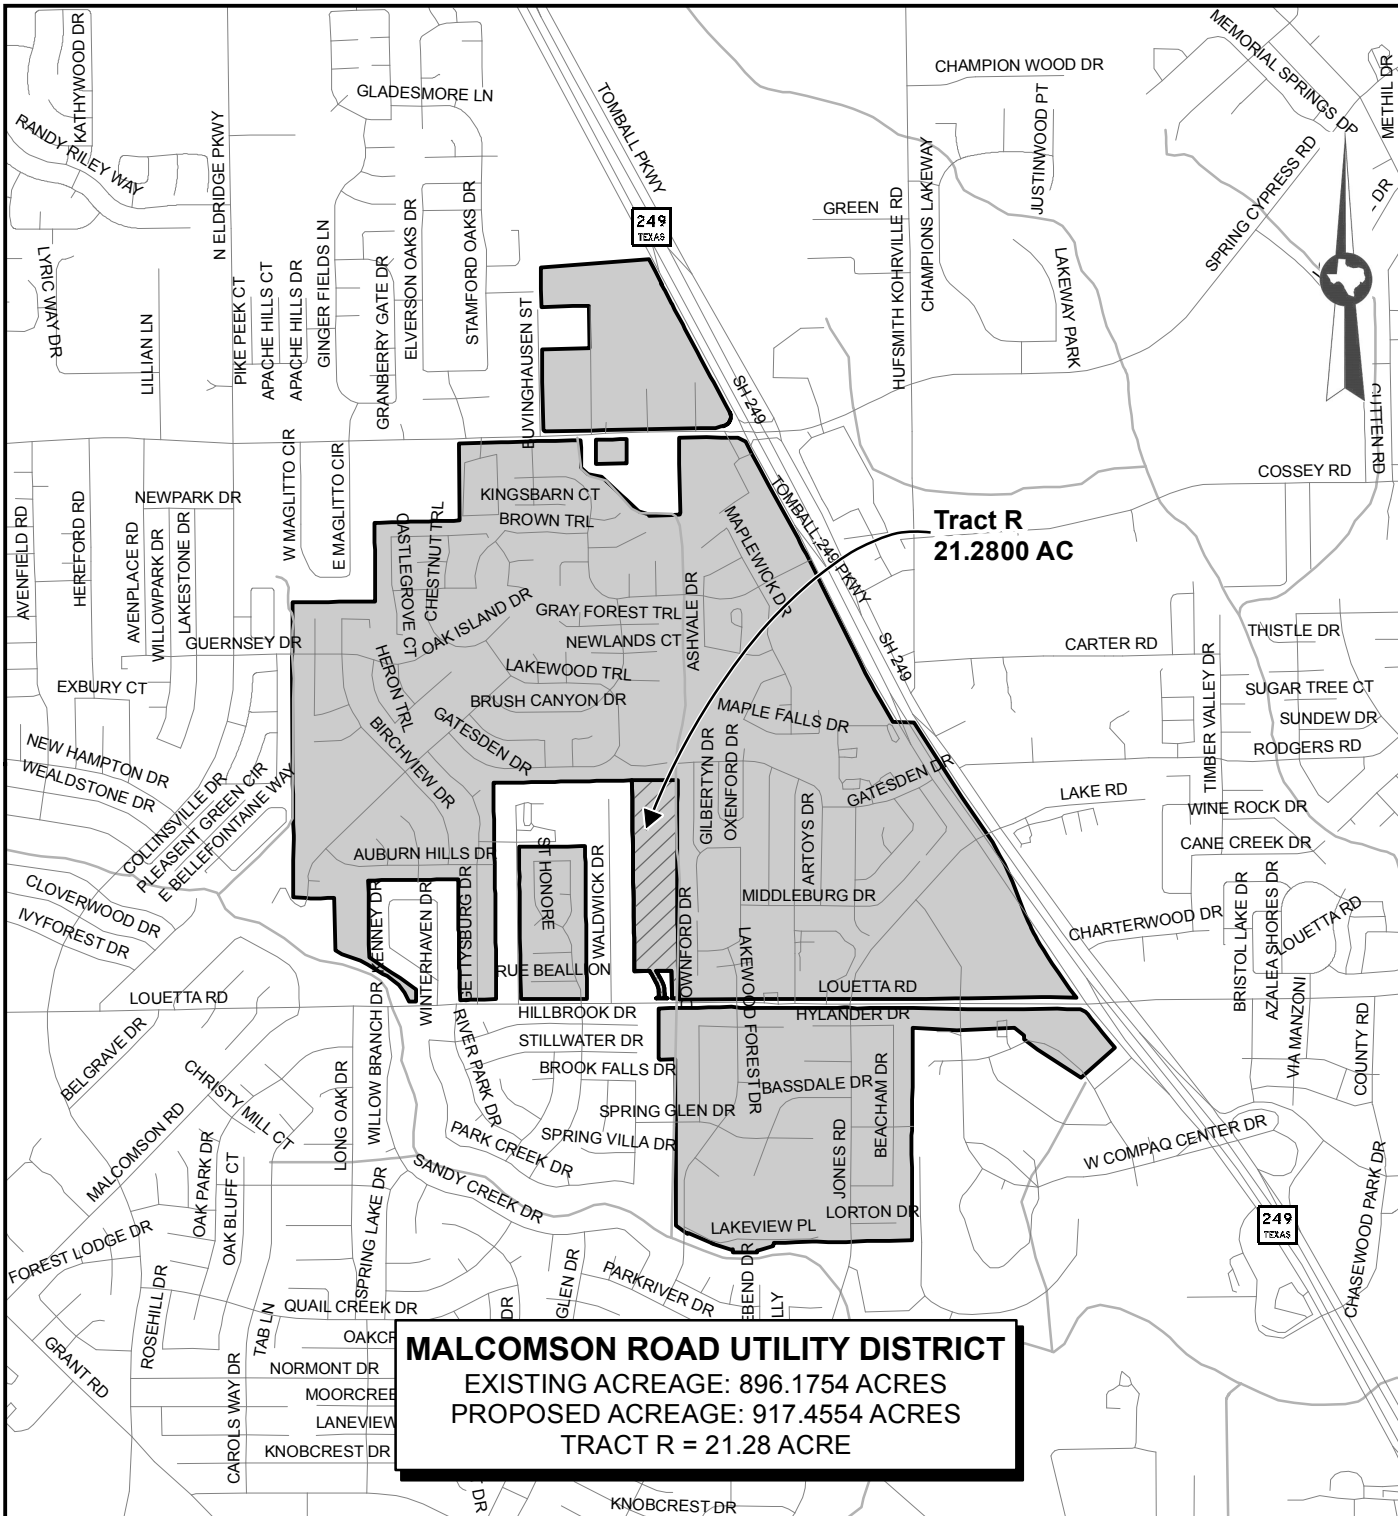 KATHYWOOD DR
RANDY RILEY WAY
GLADESMORE LN
N ELDRIDGE PKWY
TOMBALL PKWY
249
TEXAS
CHAMPION WOOD DR
JUSTINWOOD PT
MEMORIAL SPRINGS DR
METHIL DR
SPRING CYPRESS RD
DR
GREEN
HUFSMITH KOHRVILLE RD
CHAMPIONS LAKEWAY
LAKEWAY PARK
CUTTEN RD
LYRIC WAY DR
LILLIAN LN
PIKE PEEK CT
APACHE HILLS CT
APACHE HILLS DR
GINGER FIELDS LN
GRANBERRY GATE DR
ELVERSON OAKS DR
STAMFORD OAKS DR
BUVINGHAUSEN ST
SH 249
COSSEY RD
AVENFIELD RD
HEREFORD RD
NEWPARK DR
AVENPLACE RD
WILLOWPARK DR
LAKESTONE DR
W MAGLITTO CIR
E MAGLITTO CIR
CASTLEGROVE CT
CHESTNUT TRL
KINGSBARN CT
BROWN TRL
MAPLEWICK DR
TOMBALL 249 PKWY
Tract R
21.2800 AC
GUERNSEY DR
OAK ISLAND DR
GRAY FOREST TRL
NEWLANDS CT
ASHVALE DR
SH 249
CARTER RD
THISTLE DR
EXBURY CT
HERON TRL
LAKEWOOD TRL
BRUSH CANYON DR
MAPLE FALLS DR
TIMBER VALLEY DR
SUGAR TREE CT
SUNDEW DR
RODGERS RD
NEW HAMPTON DR
WEALDSTONE DR
COLLINSVILLE DR
PLEASENT GREEN CIR
E BELLEFOINTAINE WAY
BIRCHVIEW DR
GATESDEN DR
GILBERTYN DR
OXENFORD DR
GATESDEN DR
LAKE RD
WINE ROCK DR
CANE CREEK DR
CLOVERWOOD DR
IVYFOREST DR
AUBURN HILLS DR
KENNEY DR
WINTERHAVEN DR
GETTYSBURG DR
ST HONORE
WALDWICK DR
ARTOYS DR
MIDDLEBURG DR
DOWNFORD DR
LAKEWOOD FOREST DR
CHARTERWOOD DR
BRISTOL LAKE DR
AZALEA SHORES DR
LOUETTA RD
RUE BEALLION
LOUETTA RD
LOUETTA RD
BELGRAVE DR
WILLOW BRANCH DR
RIVER PARK DR
HILLBROOK DR
STILLWATER DR
BROOK FALLS DR
HYLANDER DR
VIA MANZONI
COUNTY RD
CHRISTY MILL CT
MALCOMSON RD
LONG OAK DR
BASSDALE DR
BEACHAM DR
SPRING GLEN DR
PARK CREEK DR
SPRING VILLA DR
JONES RD
W COMPAQ CENTER DR
OAK PARK DR
OAK BLUFF CT
SPRING LAKE DR
SANDY CREEK DR
LAKEVIEW PL
LORTON DR
249
TEXAS
CHASEWOOD PARK DR
FOREST LODGE DR
ROSEHILL DR
TAB LN
QUAIL CREEK DR
DR
GLEN DR
PARKRIVER DR
EBEND DR
LLY
GRANT RD
OAKCR
NORMONT DR
MOORCREE
LANEVIEW
KNOBCREST DR
CAROLS WAY DR
MALCOMSON ROAD UTILITY DISTRICT
EXISTING ACREAGE: 896.1754 ACRES
PROPOSED ACREAGE: 917.4554 ACRES
TRACT R = 21.28 ACRE
DR
KNOBCREST DR